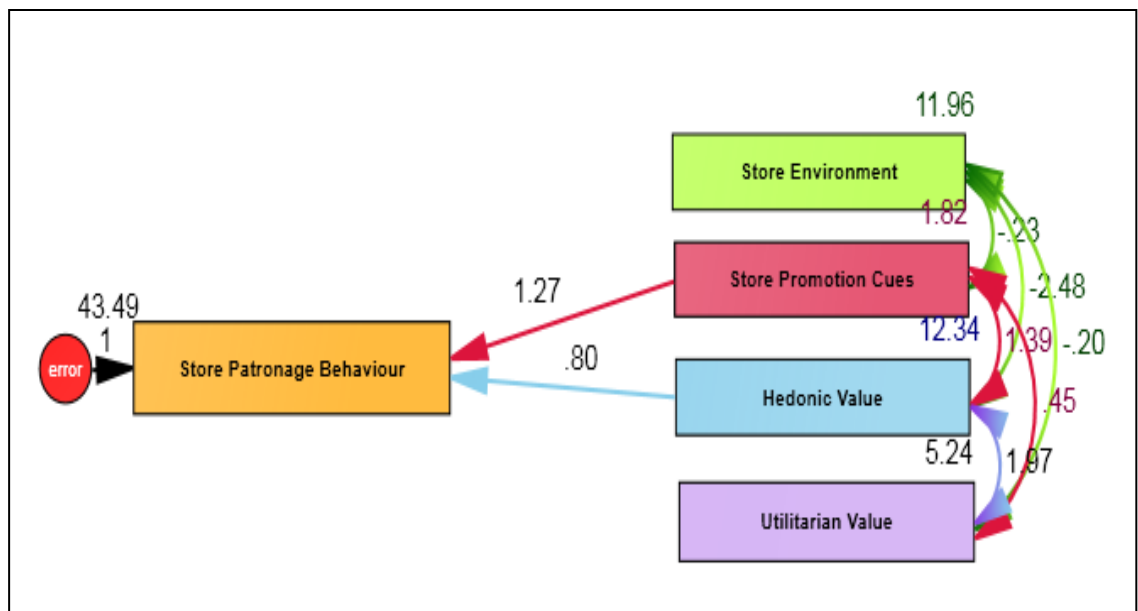 11.96
Store Environment
1.82
-.23
Store Promotion Cues
1.27
-2.48
43.49
12.34
1.39
-.20
1
.80
error
Store Patronage Behaviour
Hedonic Value
.45
5.24
1.97
Utilitarian Value